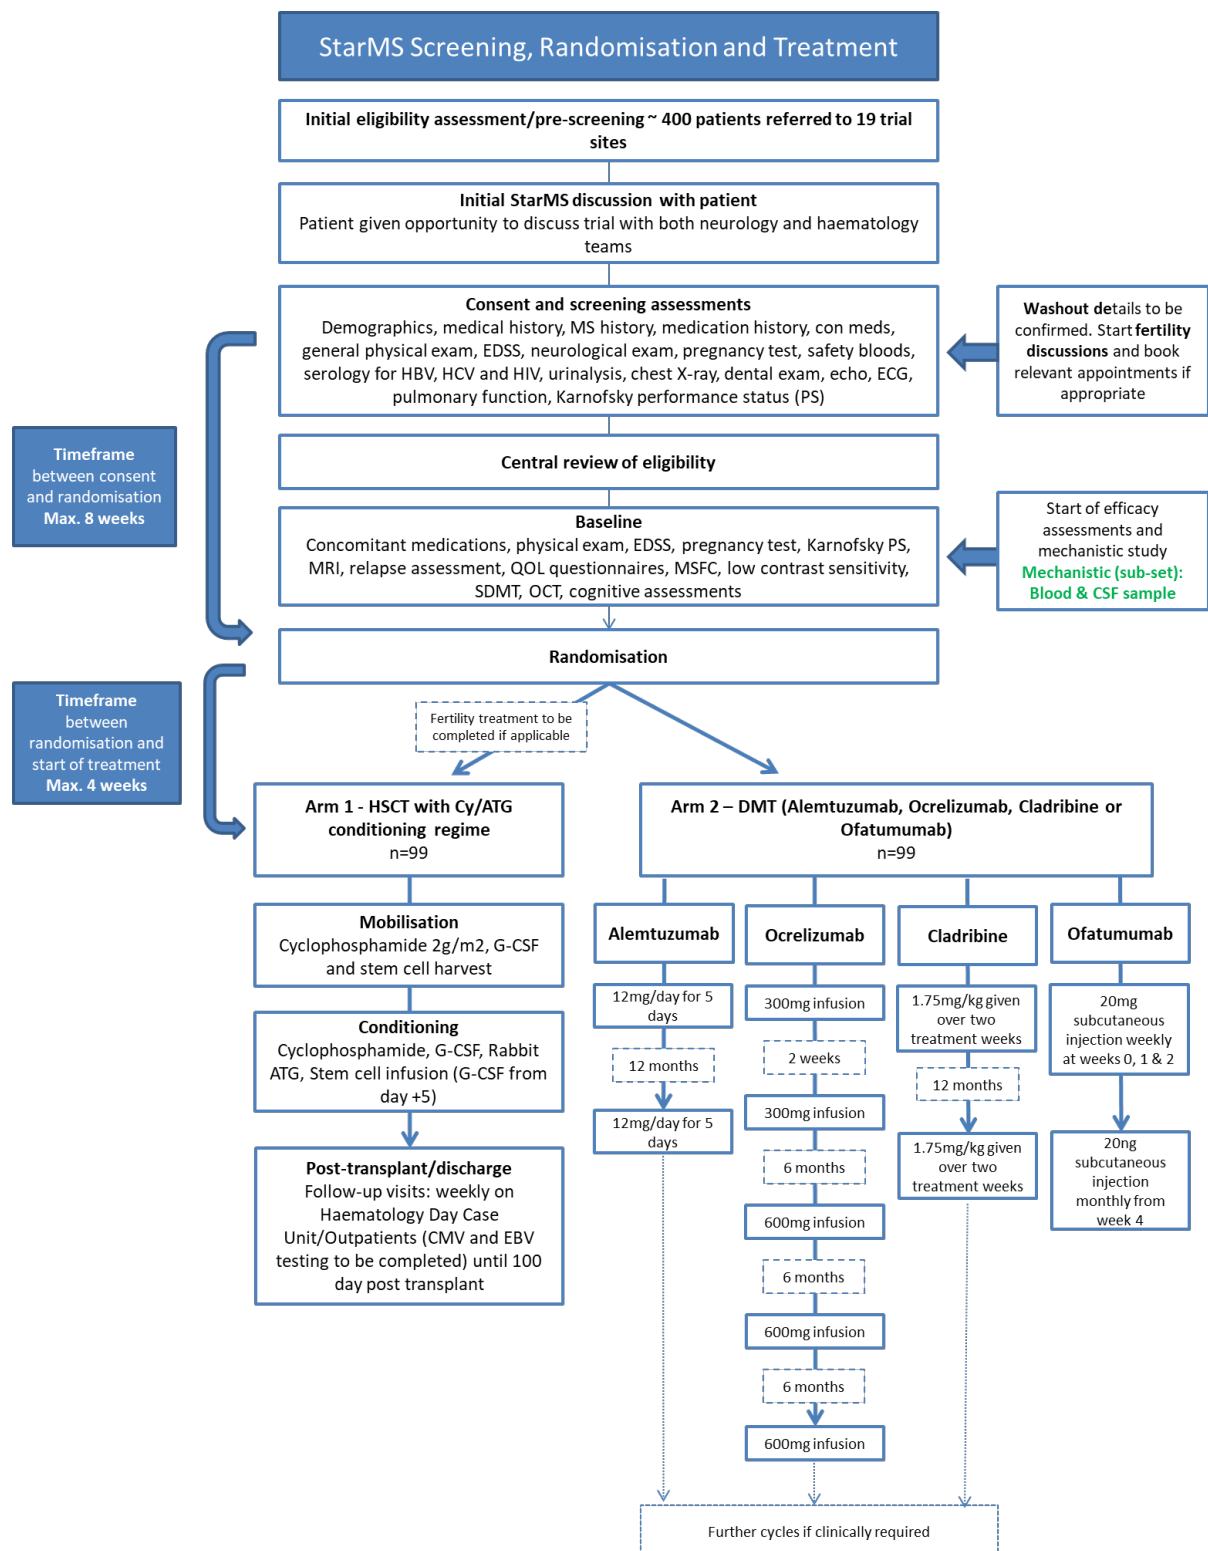 StarMS Screening, Randomisation and Treatment
Initial eligibility assessment/pre-screening ~ 400 patients referred to 19 trial
sites
Initial StarMS discussion with patient
Patient given opportunity to discuss trial with both neurology and haematology
teams
Consent and screening assessments
Demographics, medical history, MS history, medication history, con meds,
general physical exam, EDSS, neurological exam, pregnancy test, safety bloods,
serology for HBV, HCV and HIV, urinalysis, chest X-ray, dental exam, echo, ECG,
pulmonary function, Karnofsky performance status (PS)
Washout details to be
confirmed. Start fertility
discussions and book
relevant appointments if
appropriate
Timeframe
between consent
and randomisation
Max. 8 weeks
Central review of eligibility
Baseline
Concomitant medications, physical exam, EDSS, pregnancy test, Karnofsky PS,
MRI, relapse assessment, QOL questionnaires, MSFC, low contrast sensitivity,
SDMT, OCT, cognitive assessments
Start of efficacy
assessments and
mechanistic study
Mechanistic (sub-set):
Blood & CSF sample
Randomisation
Timeframe
between
randomisation and
start of treatment
Max. 4 weeks
Fertility treatment to be
completed if applicable
Arm 1 - HSCT with Cy/ATG
conditioning regime
n=99
Mobilisation
Cyclophosphamide 2g/m2, G-CSF
and stem cell harvest
Conditioning
Cyclophosphamide, G-CSF, Rabbit
ATG, Stem cell infusion (G-CSF from
day +5)
Post-transplant/discharge
Follow-up visits: weekly on
Haematology Day Case
Unit/Outpatients (CMV and EBV
testing to be completed) until 100
day post transplant
Arm 2 – DMT (Alemtuzumab, Ocrelizumab, Cladribine or
Ofatumumab)
n=99
Alemtuzumab
12mg/day for 5
days
12 months
12mg/day for 5
days
Ocrelizumab
300mg infusion
2 weeks
300mg infusion
6 months
600mg infusion
6 months
600mg infusion
6 months
600mg infusion
Cladribine
1.75mg/kg given
over two
treatment weeks
12 months
1.75mg/kg given
over two
treatment weeks
Ofatumumab
20mg
subcutaneous
injection weekly
at weeks 0, 1 & 2
20ng
subcutaneous
injection
monthly from
week 4
Further cycles if clinically required